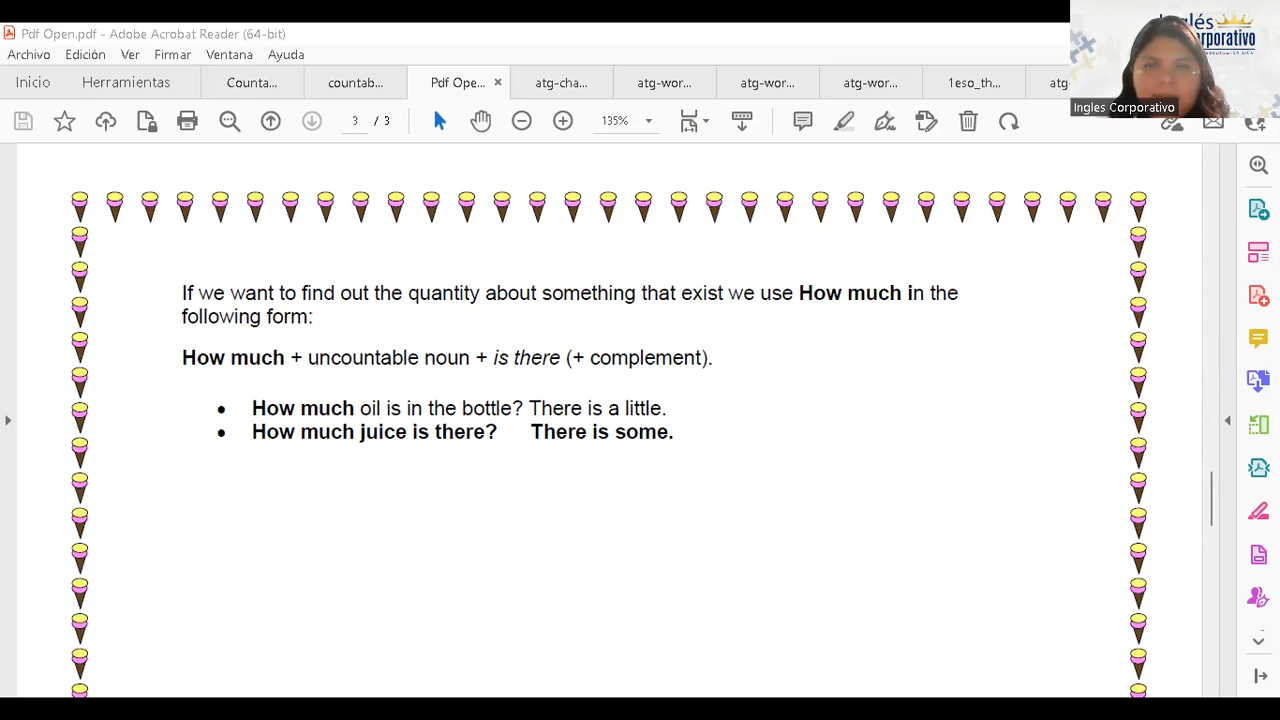 Pdf Open.pdf - Adobe Acrobat Reader (64-bit)
Inglés
Corporativo
Archivo Edición Ver Firmar Ventana Ayuda
Inicio Herramientas Counta... countab... Pdf Ope... × atg-cha... atg-wor... atg-wor... atg-wor... 1eso_th... atg
Ingles Corporativo
3 / 3 135%
If we want to find out the quantity about something that exist we use How much in the
following form:
How much + uncountable noun + is there (+ complement).
• How much oil is in the bottle? There is a little.
• How much juice is there? There is some.